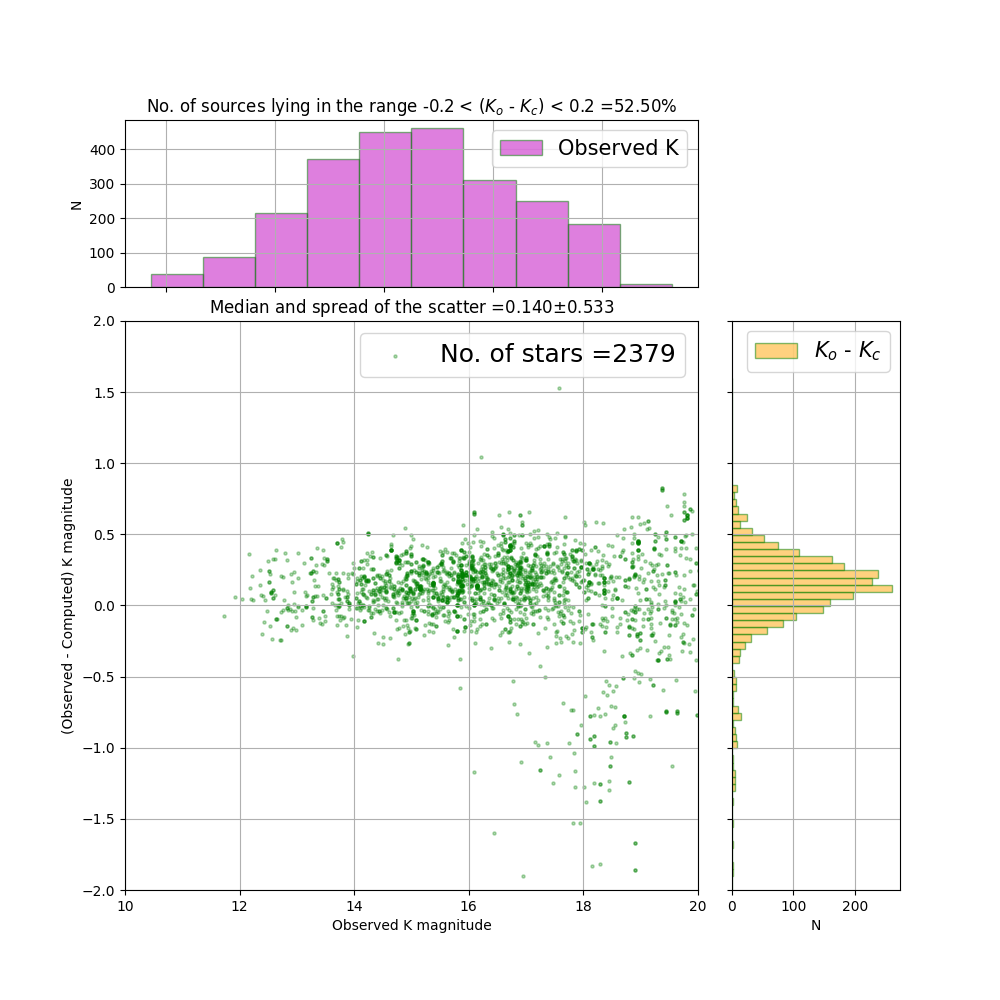 No. of sources lying in the range -0.2 < (K_o - K_c) < 0.2 =52.50%
400
300
200
100
0
N
Observed K
Median and spread of the scatter =0.140±0.533
2.0
1.5
1.0
0.5
0.0
−0.5
−1.0
−1.5
−2.0
(Observed - Computed) K magnitude
No. of stars =2379
10 12 14 16 18 20
Observed K magnitude
K_o - K_c
0 100 200
N